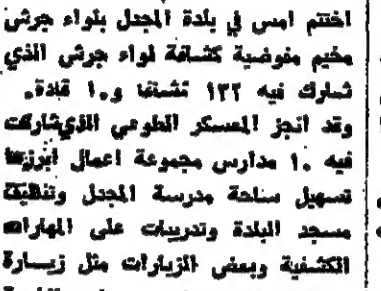 اختتم امس في بلدة المجدل بلواء جرش
مخيم مفوضية كشافة لواء جرش الذي
شارك فيه ١٣٢ كشافا و١٠ قادة.
وقد انجز المعسكر الطوعي الذي شاركت
فيه ١٠ مدارس مجموعة اعمال ابرزها
تسهيل ساحة مدرسة المجدل وتنظيف
مسجد البلدة وتدريبات على المهارات
الكشفية وبعض الزيارات مثل زيارة